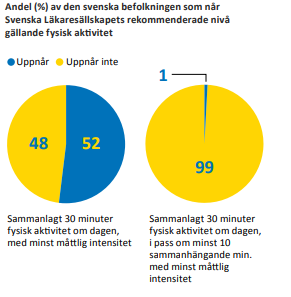 Andel (%) av den svenska befolkningen som når
Svenska Läkaresällskapets rekommenderade nivå
gällande fysisk aktivitet
Uppnår Uppnår inte
1
48 52
99
Sammanlagt 30 minuter
fysisk aktivitet om dagen,
med minst måttlig intensitet
Sammanlagt 30 minuter
fysisk aktivitet om dagen,
i pass om minst 10
sammanhängande min.
med minst måttlig
intensitet